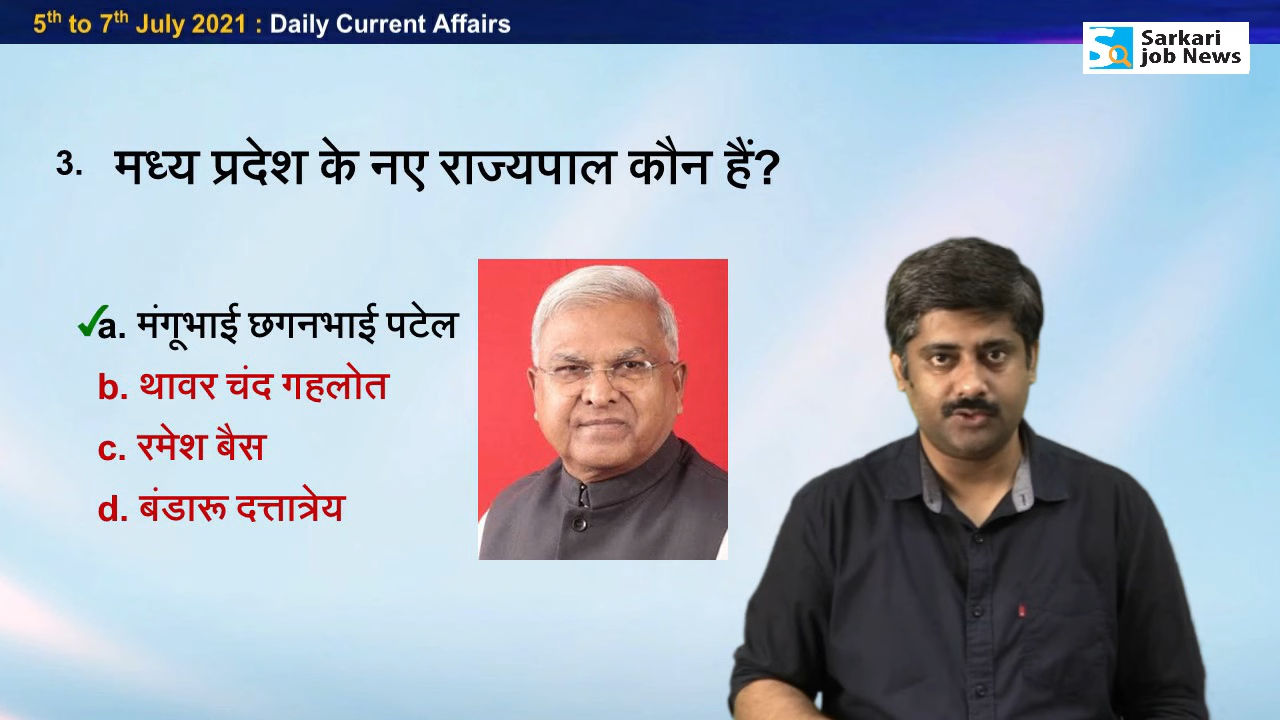 5th to 7th July 2021 : Daily Current Affairs
Sarkari
job News
3. मध्य प्रदेश के नए राज्यपाल कौन हैं?
✓a. मंगूभाई छगनभाई पटेल
b. थावर चंद गहलोत
c. रमेश बैस
d. बंडारू दत्तात्रेय